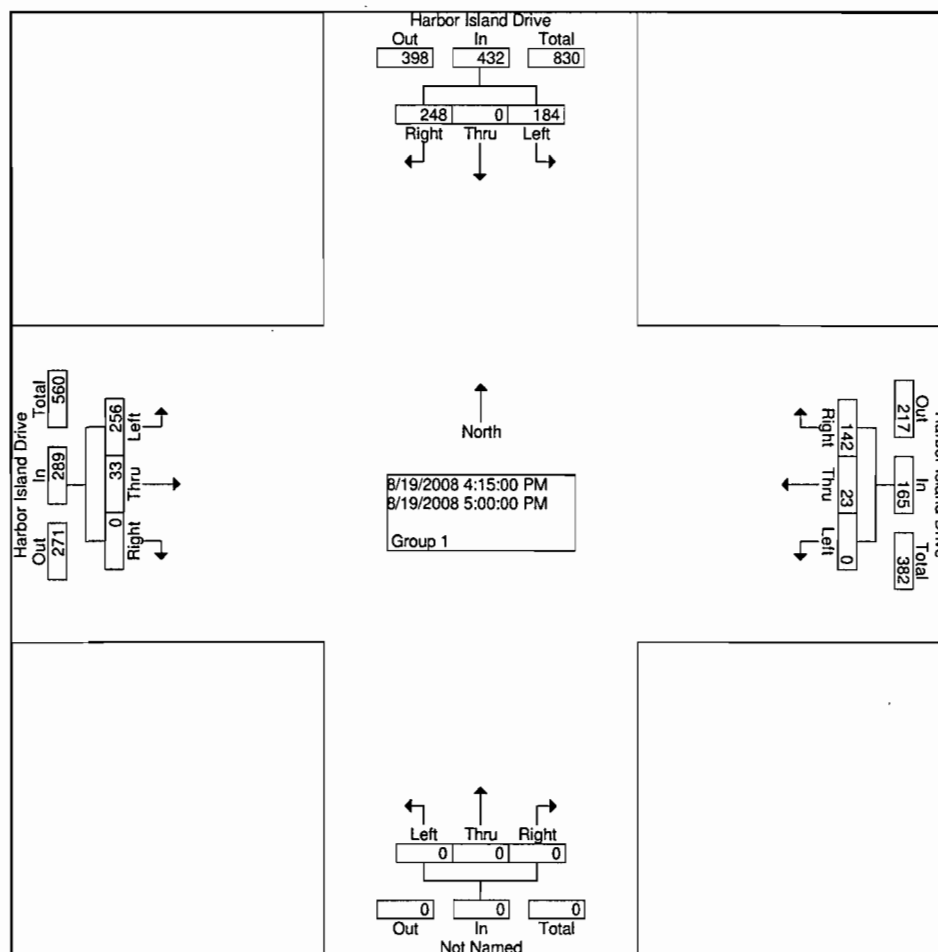 Harbor Island Drive
Out In Total
398 432 830
248 0 184
Right Thru Left
Harbor Island Drive
Total In Out
560 289 271
256 33 0
Left Thru Right
North
8/19/2008 4:15:00 PM
8/19/2008 5:00:00 PM
Group 1
Right Thru Left
142 23 0
217 165 382
Out In Total
Left Thru Right
0 0 0
0 0 0
Out In Total
Not Named